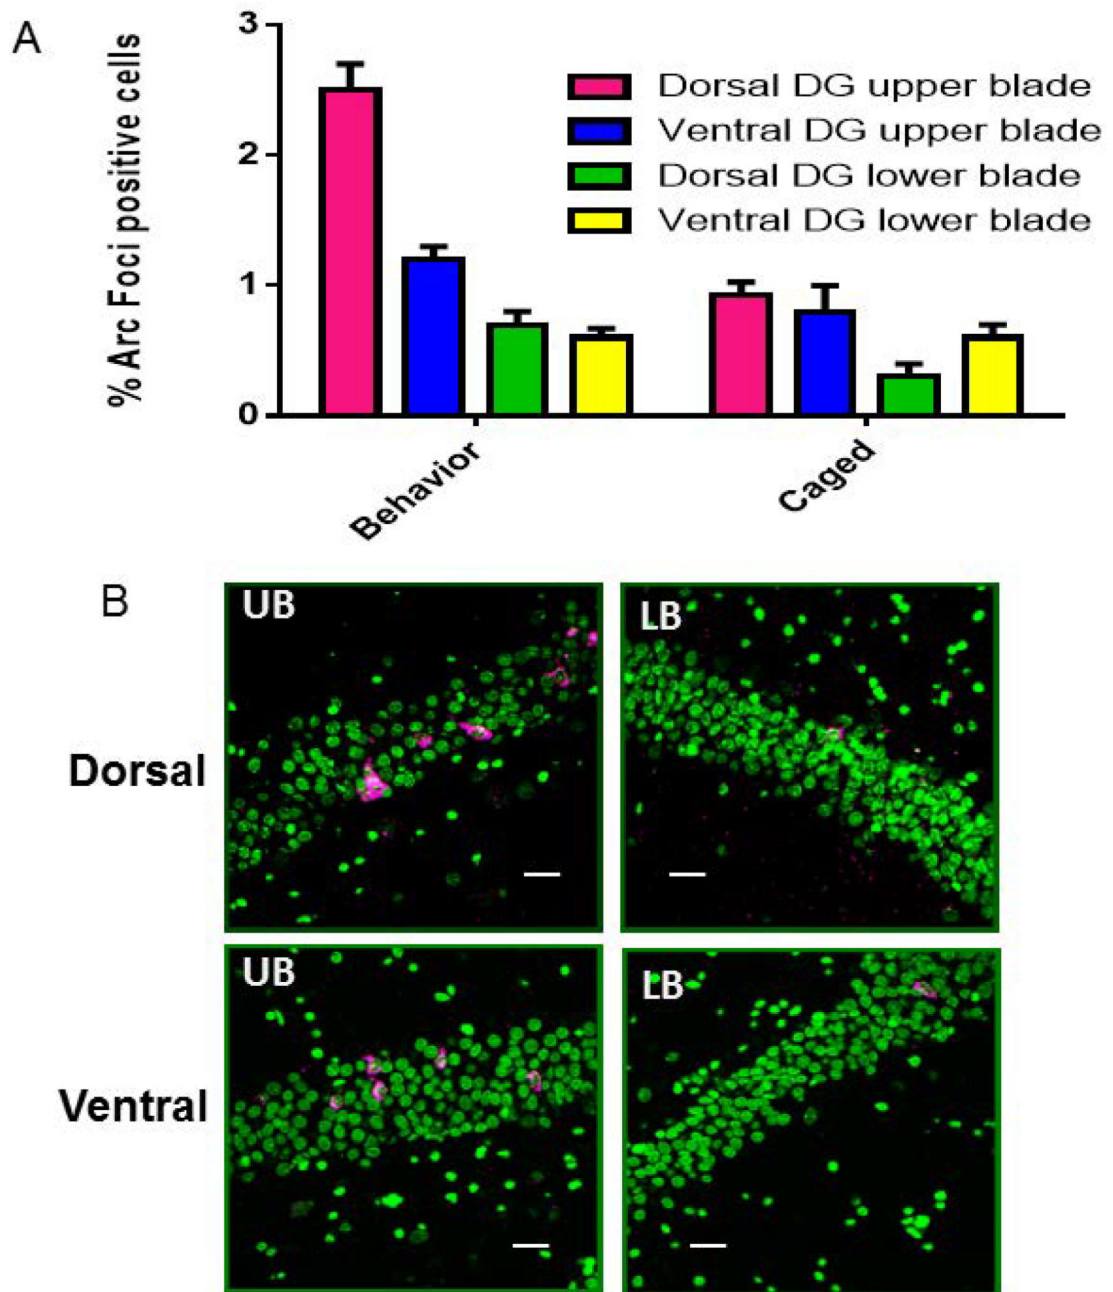 A
% Arc Foci positive cells
3
2
1
0
Dorsal DG upper blade
Ventral DG upper blade
Dorsal DG lower blade
Ventral DG lower blade
Behavior
Caged
B
UB
LB
Dorsal
UB
LB
Ventral